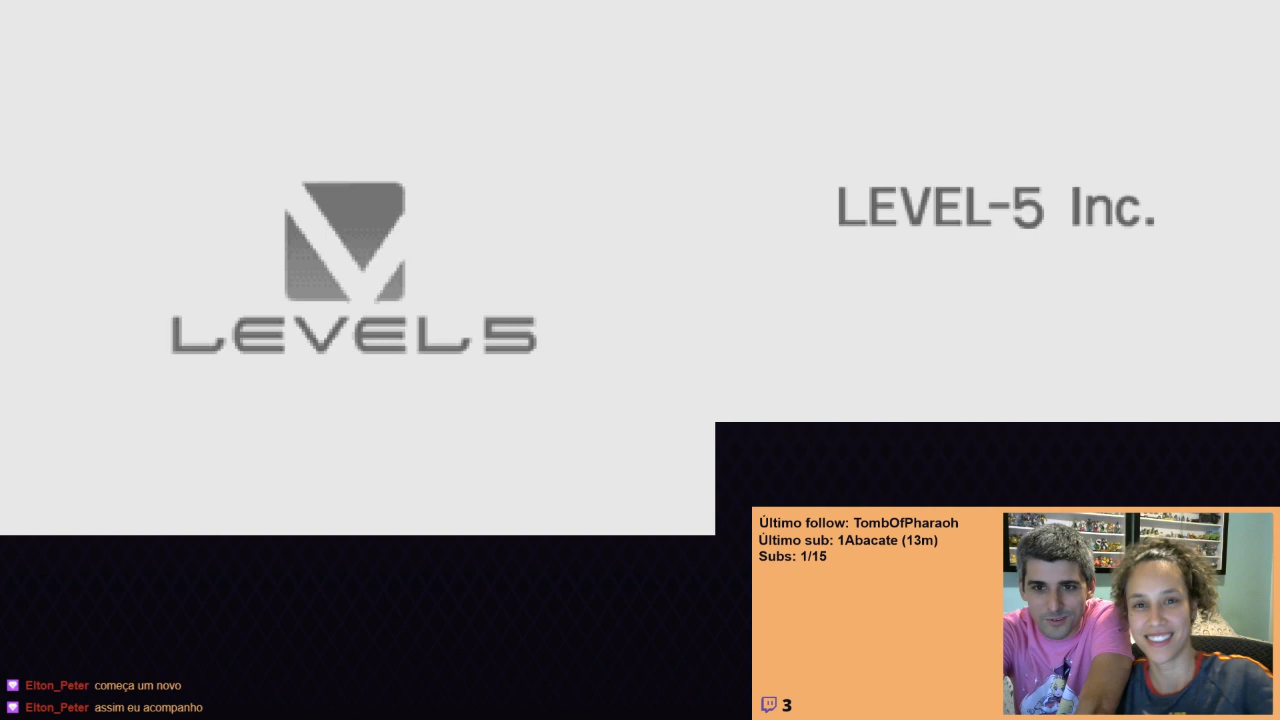 LEVEL5
LEVEL-5 Inc.
Último follow: TombOfPharaoh
Último sub: 1Abacate (13m)
Subs: 1/15
3
Elton_Peter começa um novo
Elton_Peter assim eu acompanho